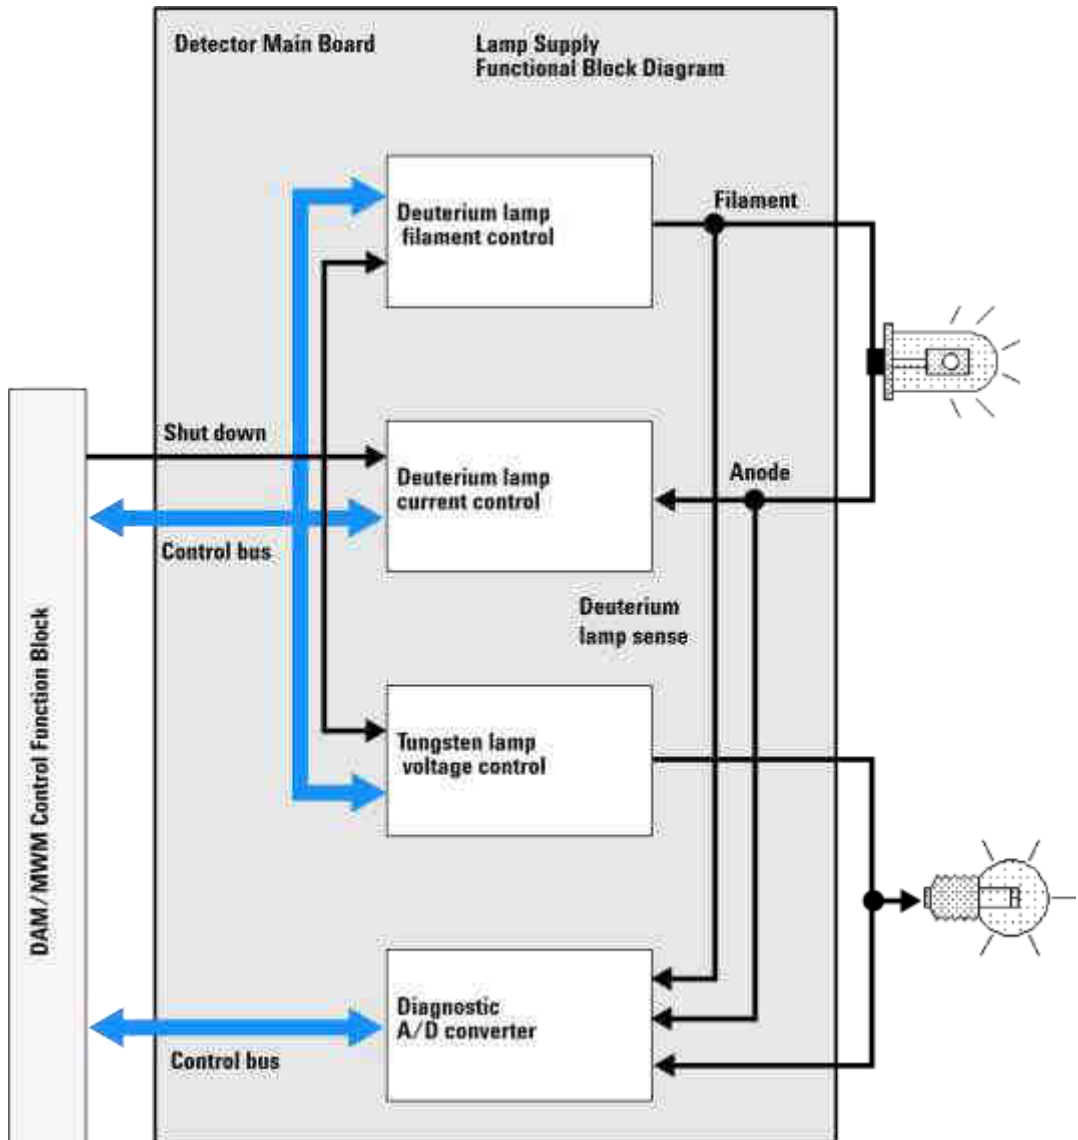 Detector Main Board
Lamp Supply
Functional Block Diagram
Deuterium lamp
filament control
Filament
Shut down
Deuterium lamp
current control
Anode
Control bus
Deuterium
lamp sense
Tungsten lamp
voltage control
DAM/MWM Control Function Block
Diagnostic
A/D converter
Control bus